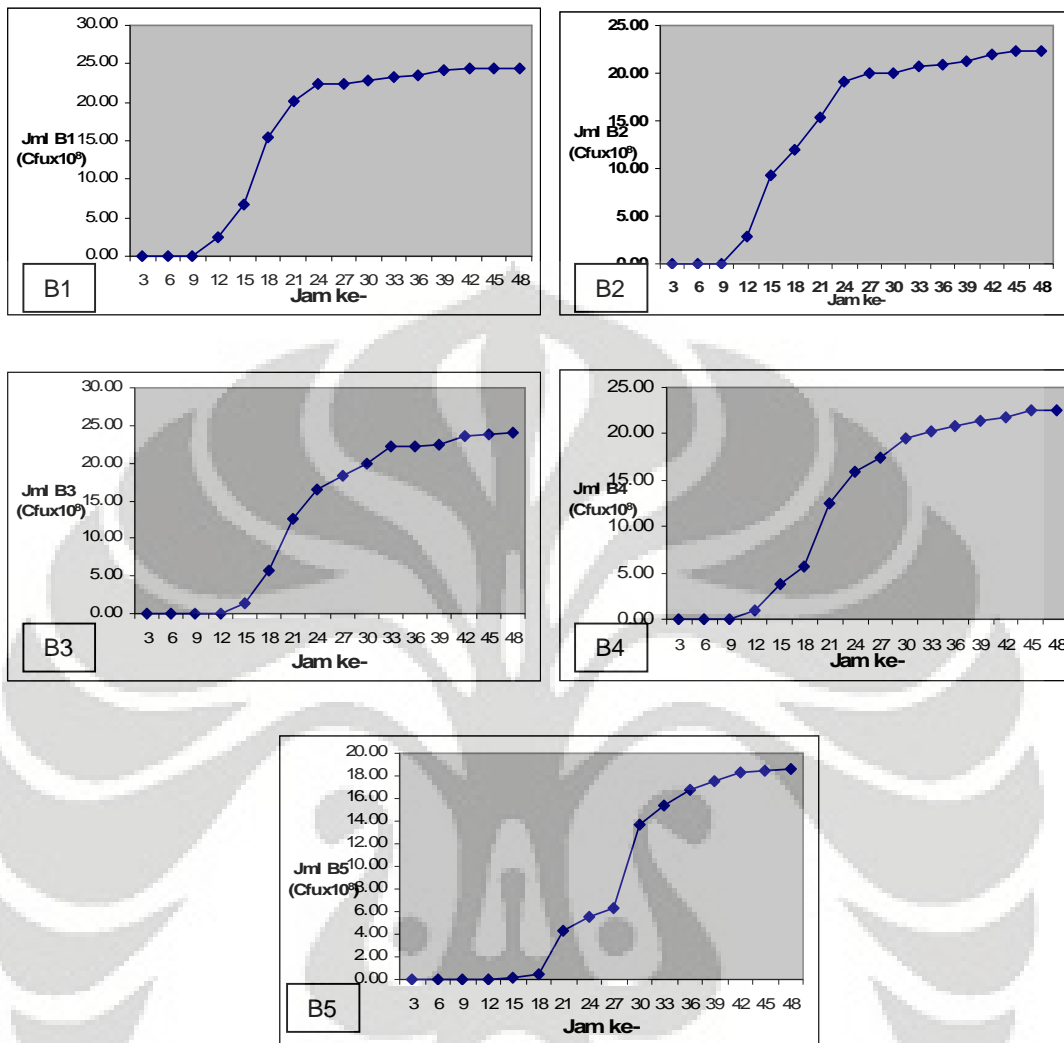 30.00
25.00
20.00
15.00
10.00
5.00
0.00
Jml B1
(Cfux10⁸)
3 6 9 12 15 18 21 24 27 30 33 36 39 42 45 48
Jam ke-
B1
25.00
20.00
15.00
10.00
5.00
0.00
Jml B2
(Cfux10⁸)
3 6 9 12 15 18 21 24 27 30 33 36 39 42 45 48
Jam ke-
B2
30.00
25.00
20.00
15.00
10.00
5.00
0.00
Jml B3
(Cfux10⁸)
3 6 9 12 15 18 21 24 27 30 33 36 39 42 45 48
Jam ke-
B3
25.00
20.00
15.00
10.00
5.00
0.00
Jml B4
(Cfux10⁸)
3 6 9 12 15 18 21 24 27 30 33 36 39 42 45 48
Jam ke-
B4
20.00
18.00
16.00
14.00
12.00
10.00
8.00
6.00
4.00
2.00
0.00
Jml B5
(Cfux10⁸)
3 6 9 12 15 18 21 24 27 30 33 36 39 42 45 48
Jam ke-
B5